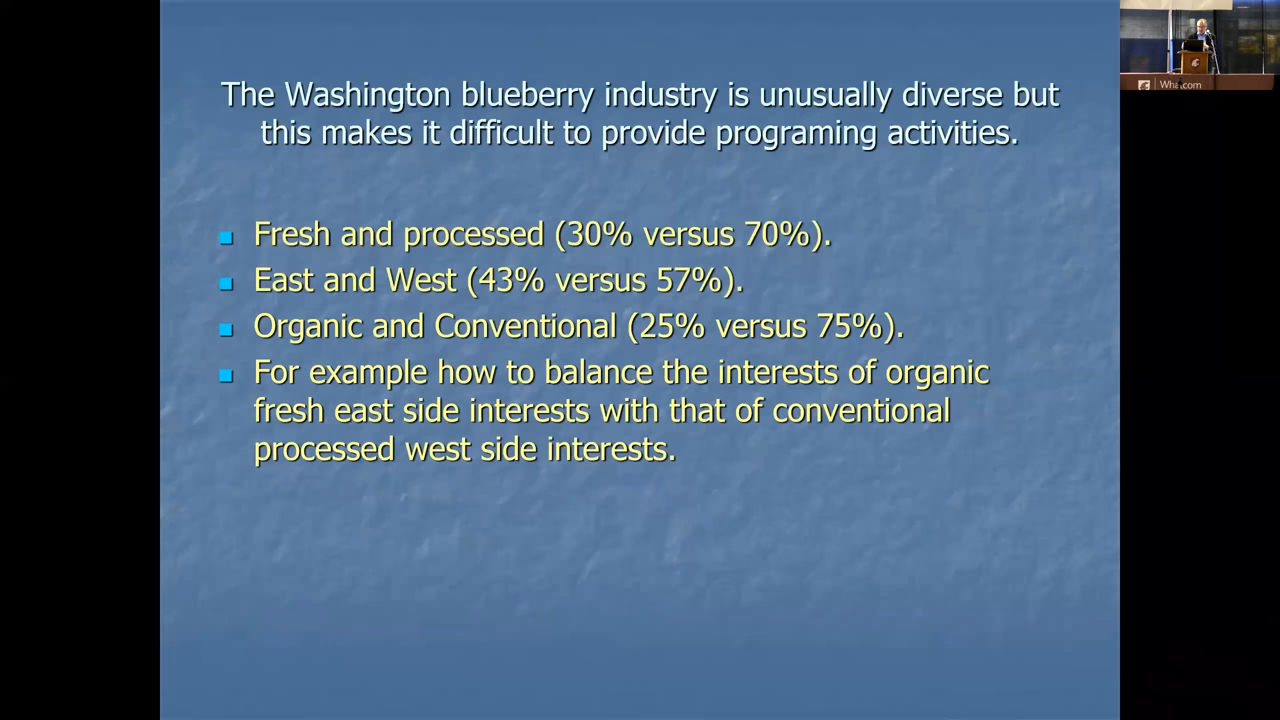 The Washington blueberry industry is unusually diverse but
this makes it difficult to provide programing activities.
Fresh and processed (30% versus 70%).
East and West (43% versus 57%).
Organic and Conventional (25% versus 75%).
For example how to balance the interests of organic
fresh east side interests with that of conventional
processed west side interests.
Whatcom